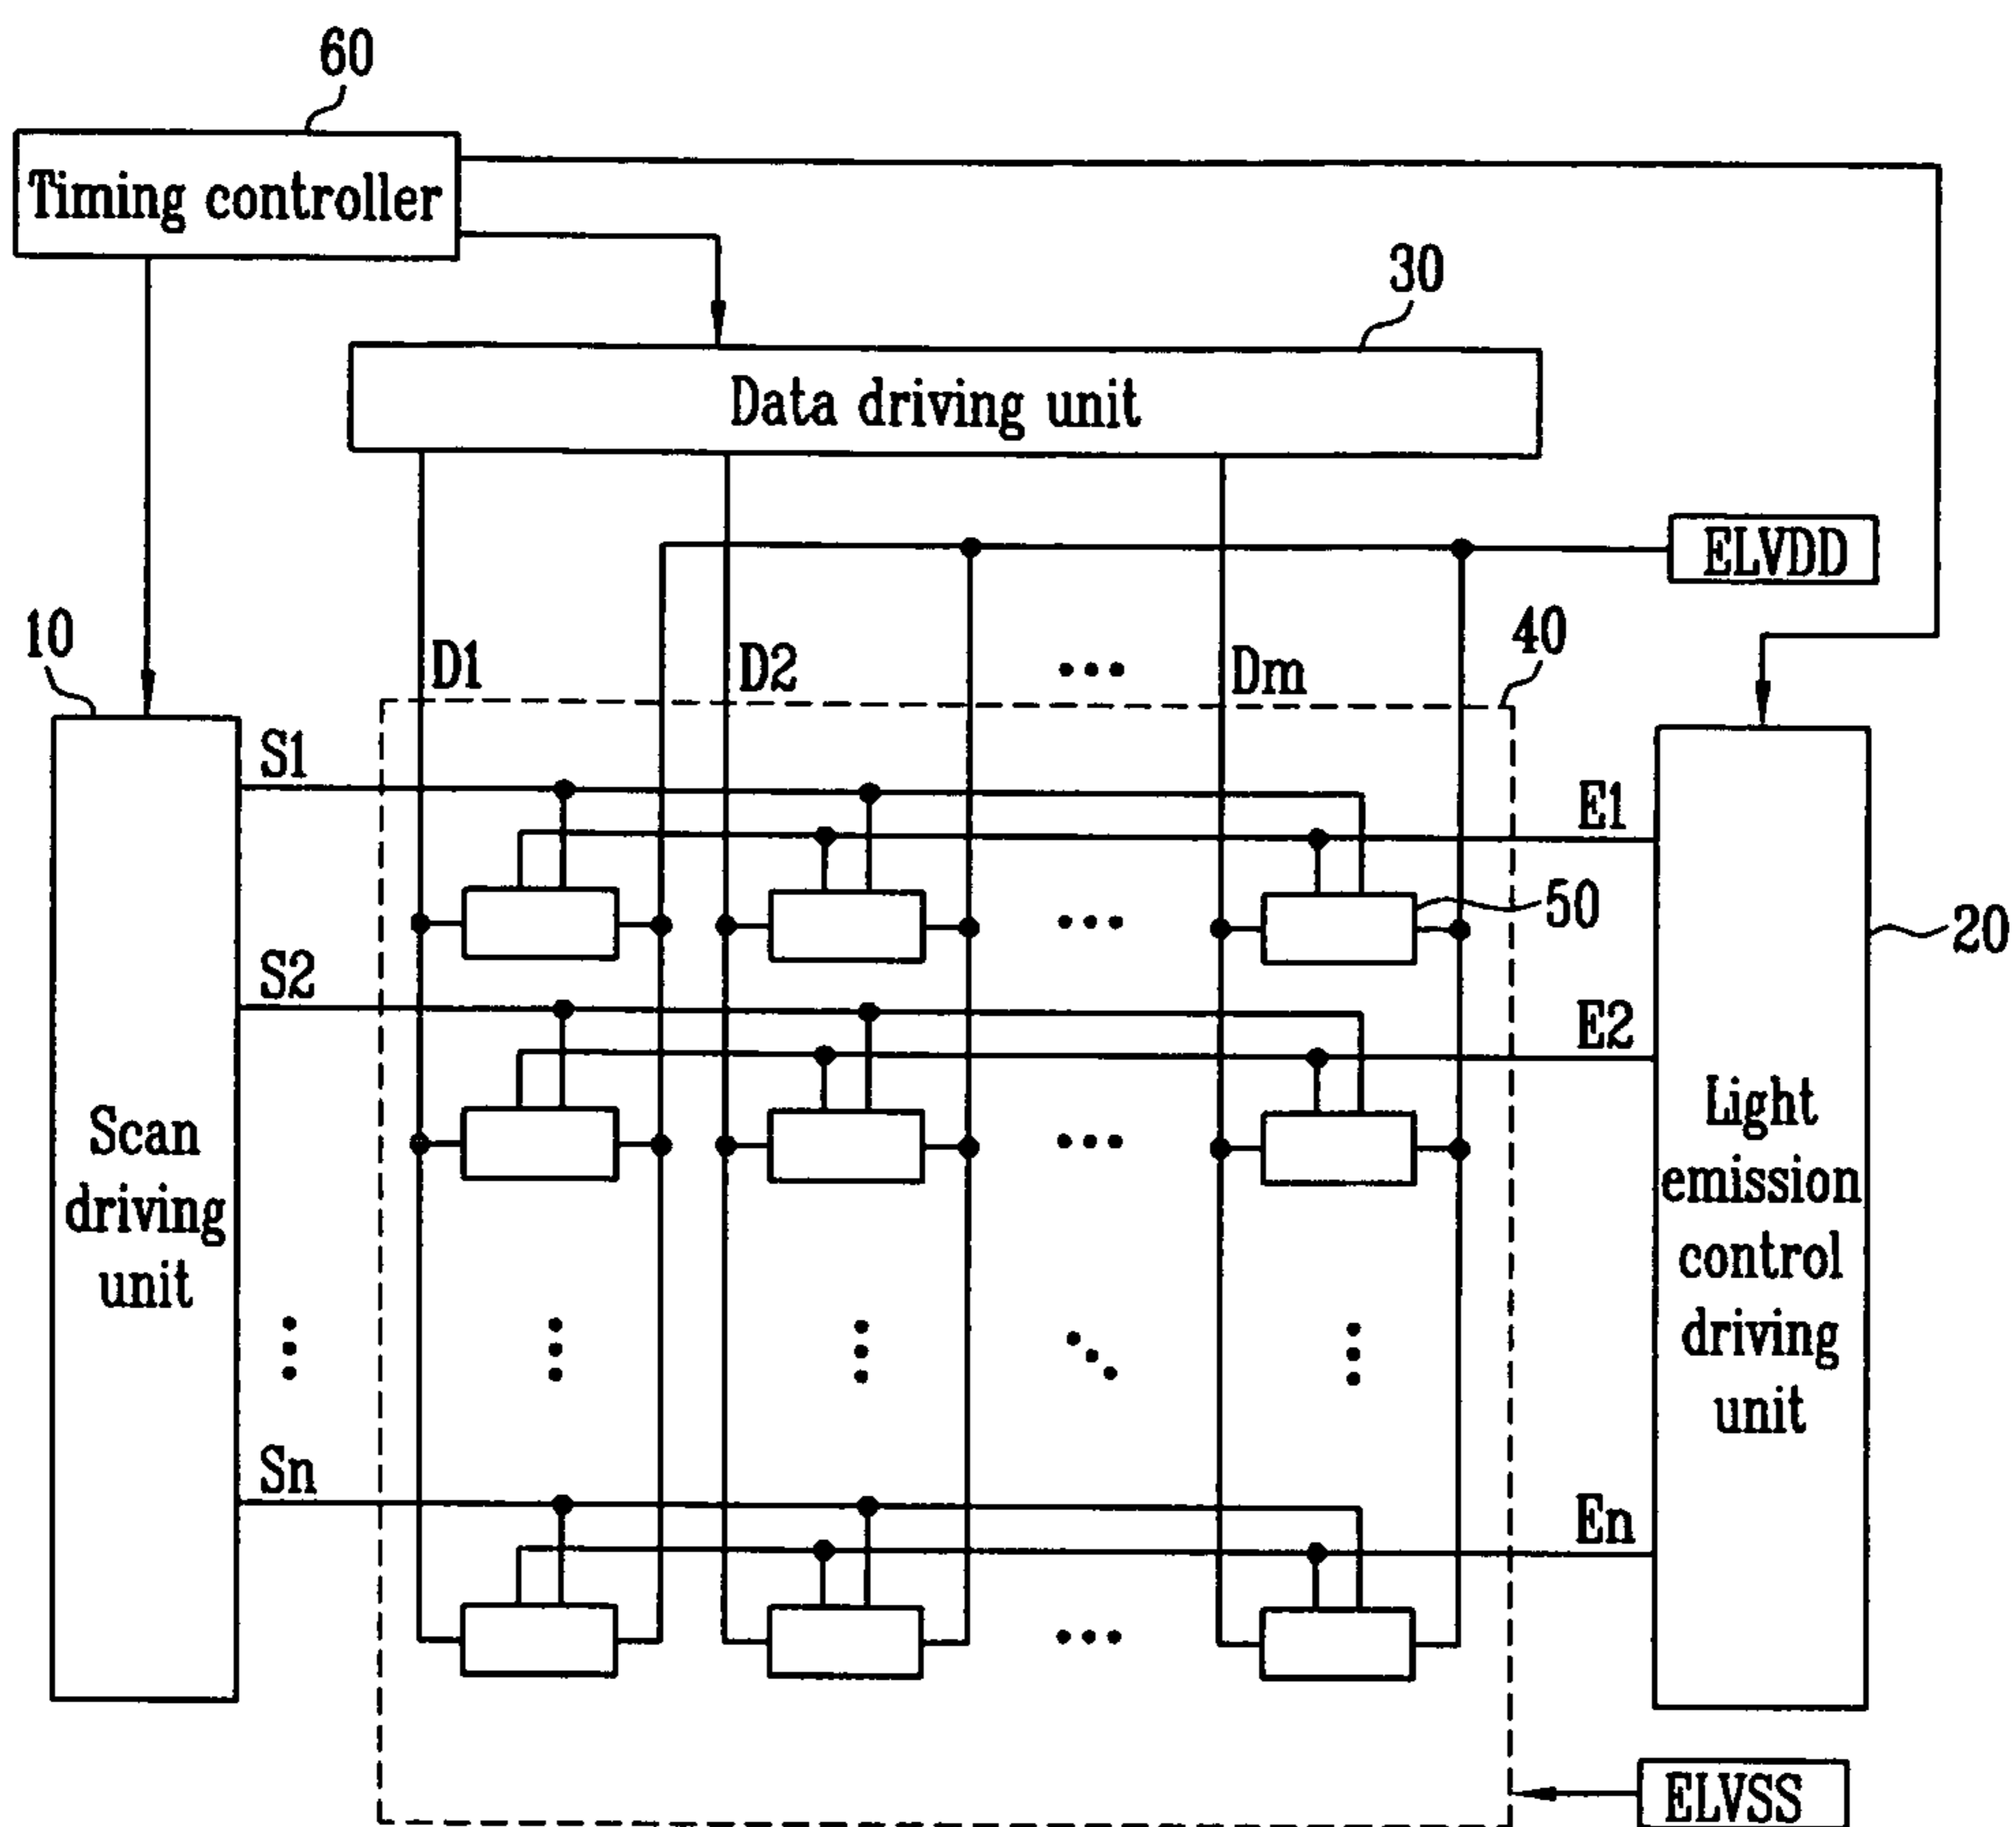 60
Timing controller
30
Data driving unit
ELVDD
10
D1
D2
...
Dm
40
S1
E1
50
20
S2
E2
Scan
driving
unit
Light
emission
control
driving
unit
Sn
En
ELVSS